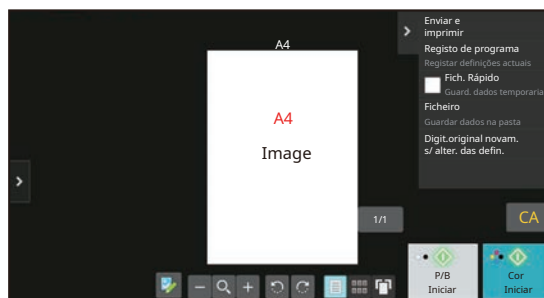 A4
A4
Image
1/1
Enviar e
imprimir
Registo de programa
Registar definições actuais
Fich. Rápido
Guard. dados temporaria
Ficheiro
Guardar dados na pasta
Digit.original novam.
s/ alter. das defin.
CA
P/B
Iniciar
Cor
Iniciar